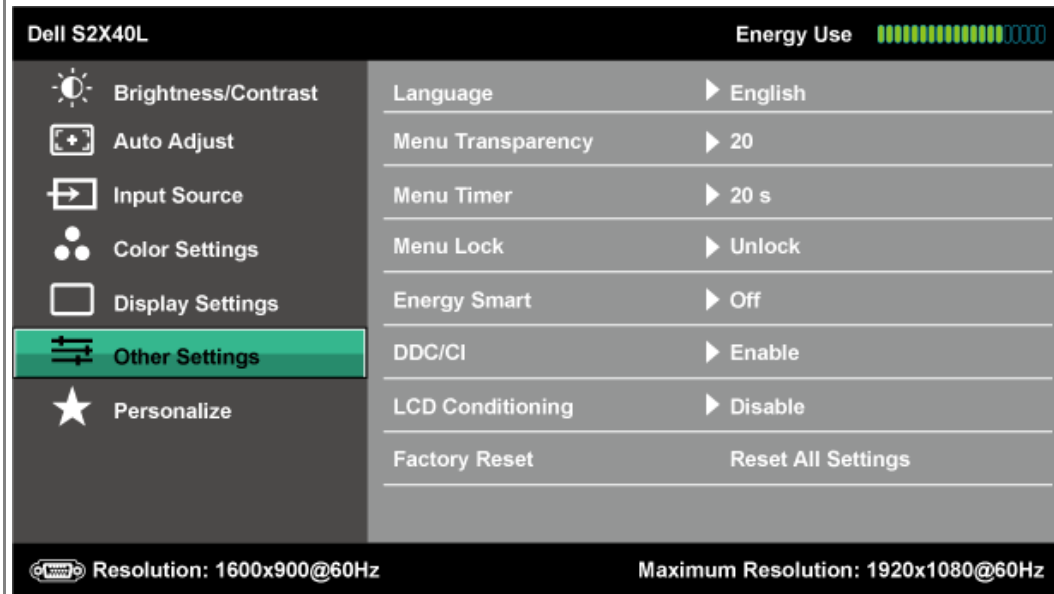 Dell S2X40L Energy Use
Brightness/Contrast
Auto Adjust
Input Source
Color Settings
Display Settings
Other Settings
Personalize
Language English
Menu Transparency 20
Menu Timer 20 s
Menu Lock Unlock
Energy Smart Off
DDC/CI Enable
LCD Conditioning Disable
Factory Reset Reset All Settings
Resolution: 1600x900@60Hz Maximum Resolution: 1920x1080@60Hz